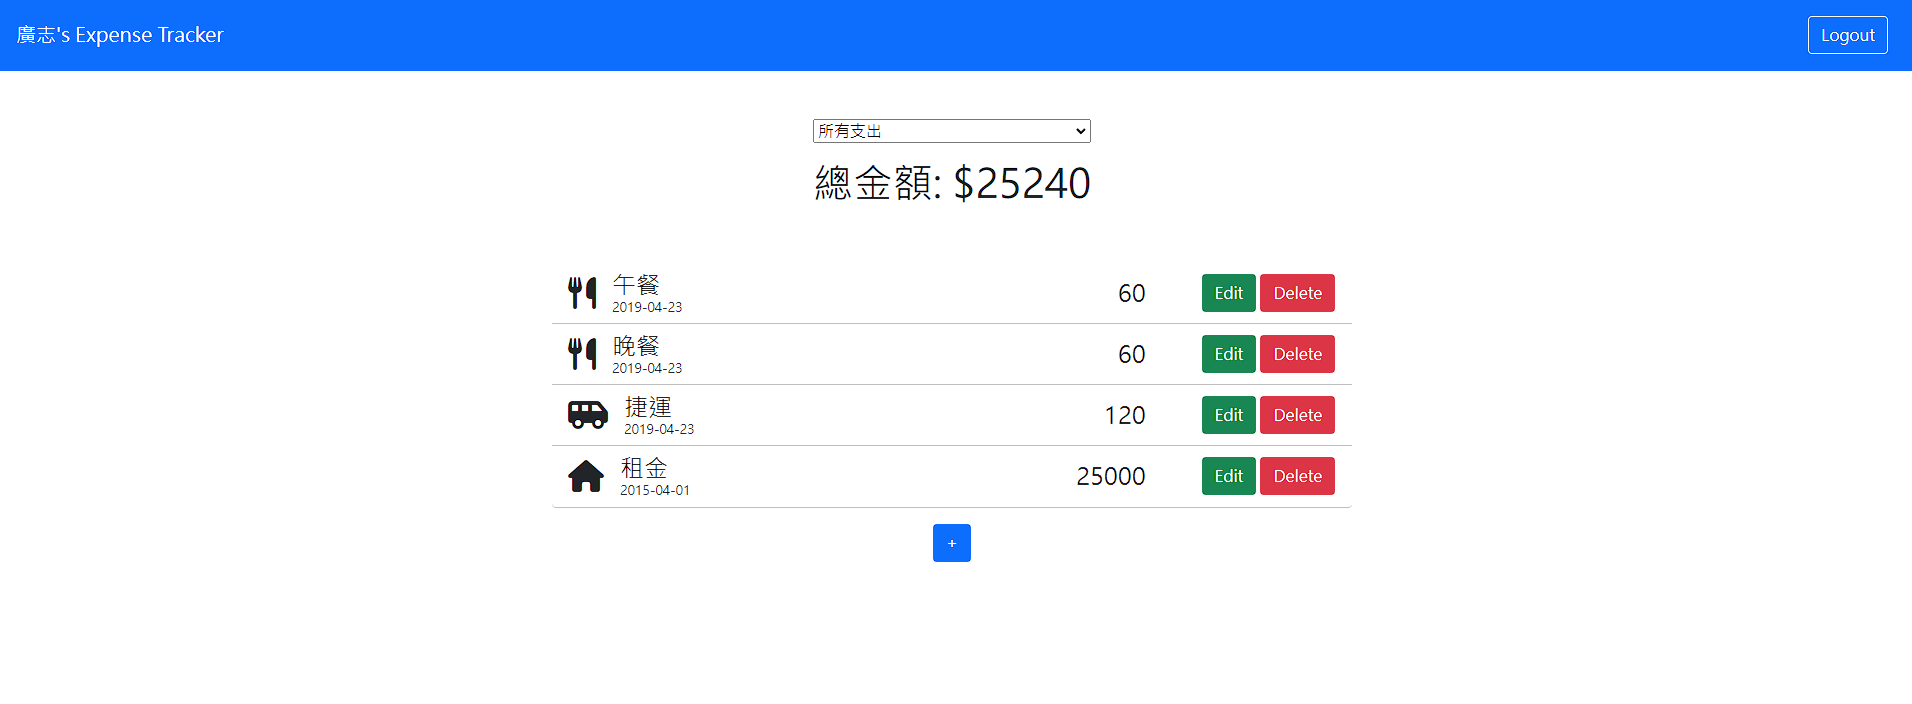 廣志's Expense Tracker Logout
所有支出
總金額: $25240
午餐 60 Edit Delete
2019-04-23
晚餐 60 Edit Delete
2019-04-23
捷運 120 Edit Delete
2019-04-23
租金 25000 Edit Delete
2015-04-01
+